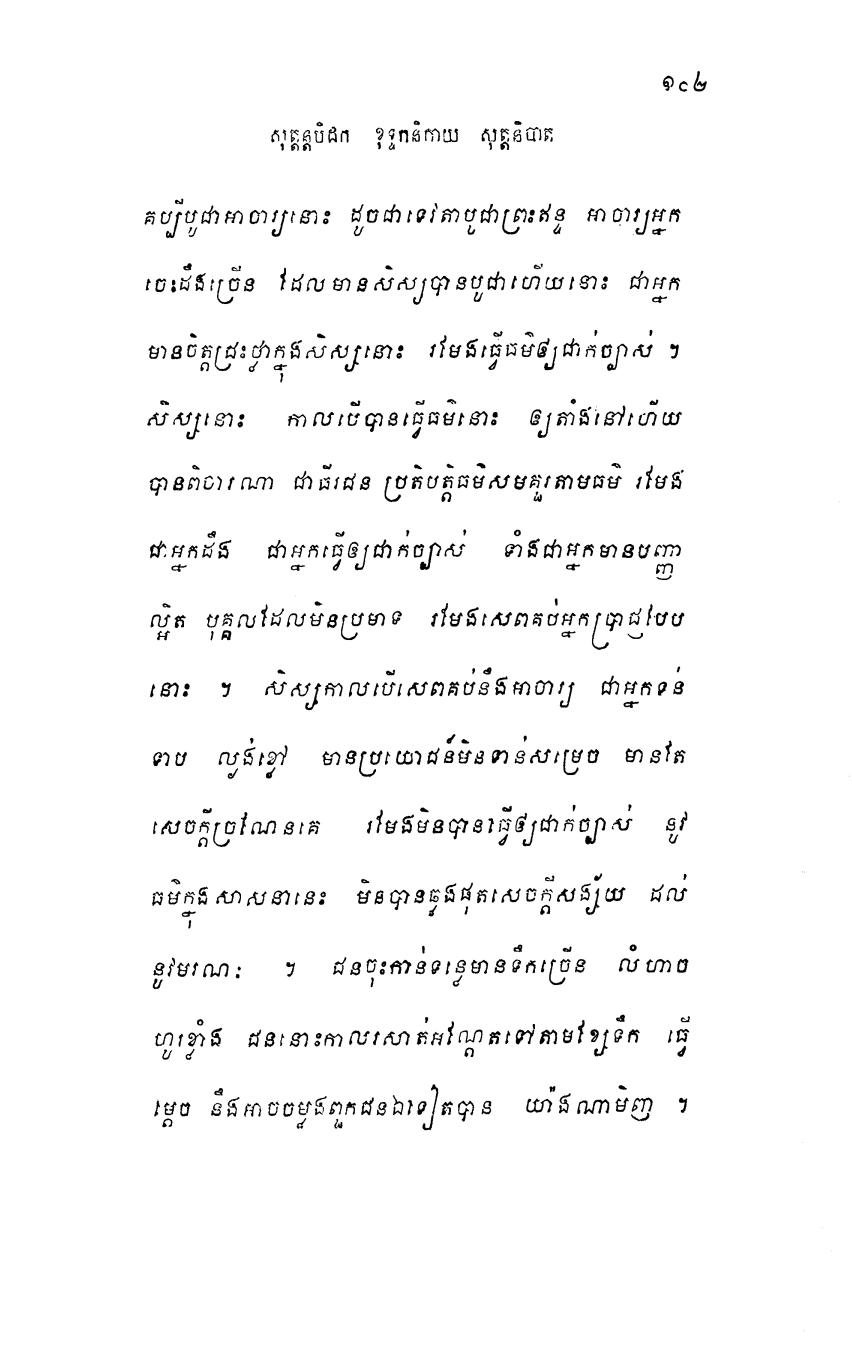 ១០២
សុត្តន្តបិដក ខុទ្ទកនិកាយ សុត្តនិបាត
គប្បីបូជាអាចារ្យនោះ ដូចជាទេវតាបូជាព្រះឥន្ទ អាចារ្យអ្នក
ចេះដឹងច្រើន ដែលមានសិស្សបានបូជាហើយនោះ ជាអ្នក
មានចិត្តជ្រះថ្លាក្នុងសិស្សនោះ រមែងធ្វើធម៌ឲ្យជាក់ច្បាស់ ។
សិស្សនោះ កាលបើបានធ្វើធម៌នោះ ឲ្យតាំងនៅហើយ
បានពិចារណា ជាធីរជន ប្រតិបត្តិធម៌សមគួរតាមធម៌ រមែង
ជាអ្នកដឹង ជាអ្នកធ្វើឲ្យជាក់ច្បាស់ ទាំងជាអ្នកមានបញ្ញា
ល្អិត បុគ្គលដែលមិនប្រមាទ រមែងសេពគប់អ្នកប្រាជ្ញបែប
នោះ ។ សិស្សកាលបើសេពគប់នឹងអាចារ្យ ជាអ្នកទន់
ទាប ល្ងង់ខ្លៅ មានប្រយោជន៍មិនទាន់សម្រេច មានតែ
សេចក្តីច្រណែនគេ រមែងមិនបានធ្វើឲ្យជាក់ច្បាស់ នូវ
ធម៌ក្នុងសាសនានេះ មិនបានឆ្លងផុតសេចក្តីសង្ស័យ ដល់
នូវមរណៈ ។ ជនចុះកាន់ទន្លេមានទឹកច្រើន លំហាច
ហូរខ្លាំង ជននោះកាលរសាត់អណ្តែតទៅតាមខ្សែទឹក ធ្វើ
ម្តេច នឹងអាចចម្លងពួកជនឯទៀតបាន យ៉ាងណាមិញ ។